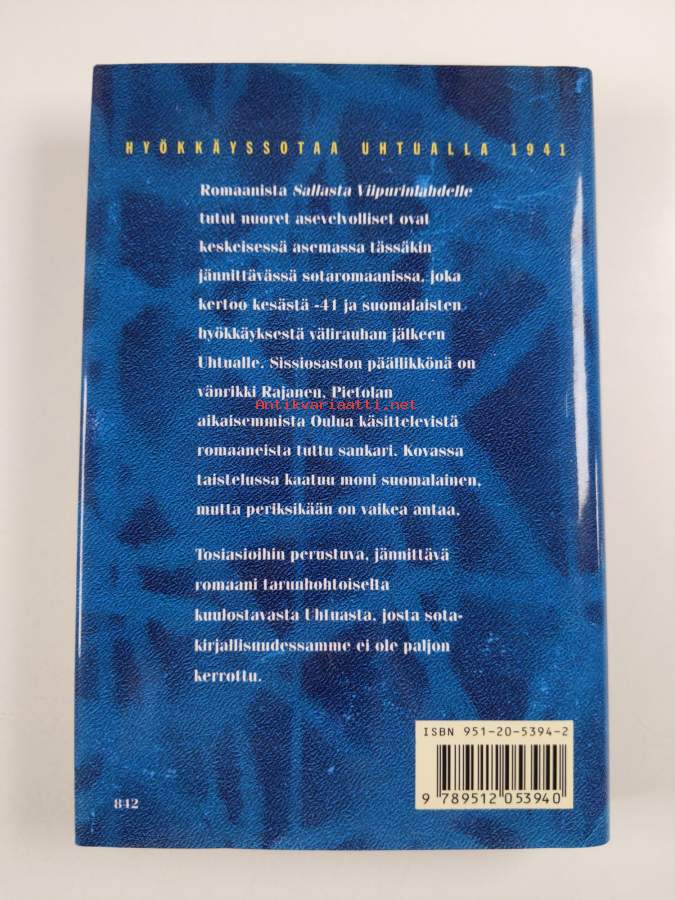 HYÖKKÄYSSOTAA UHTUALLA 1941
Romaanista Sallasta Viipurinlahdelle
tutut nuoret asevelvolliset ovat
keskeisessä asemassa tässäkin
jännittävässä sotaromaanissa, joka
kertoo kesästä -41 ja suomalaisten
hyökkäyksestä välirauhan jälkeen
Uhtualle. Sissiosaston päällikkönä on
vänrikki Rajanen, Pietolan
Antikvariaatti.net
aikaisemmista Oulua käsittelevistä
romaaneista tuttu sankari. Kovassa
taistelussa kaatuu moni suomalainen,
mutta periksikään on vaikea antaa.
Tosiasioihin perustuva, jännittävä
romaani tarunhohtoiselta
kuulostavasta Uhtuasta, josta sota-
kirjallisuudessamme ei ole paljon
kerrottu.
ISBN 951-20-5394-2
9 789512 053940
842